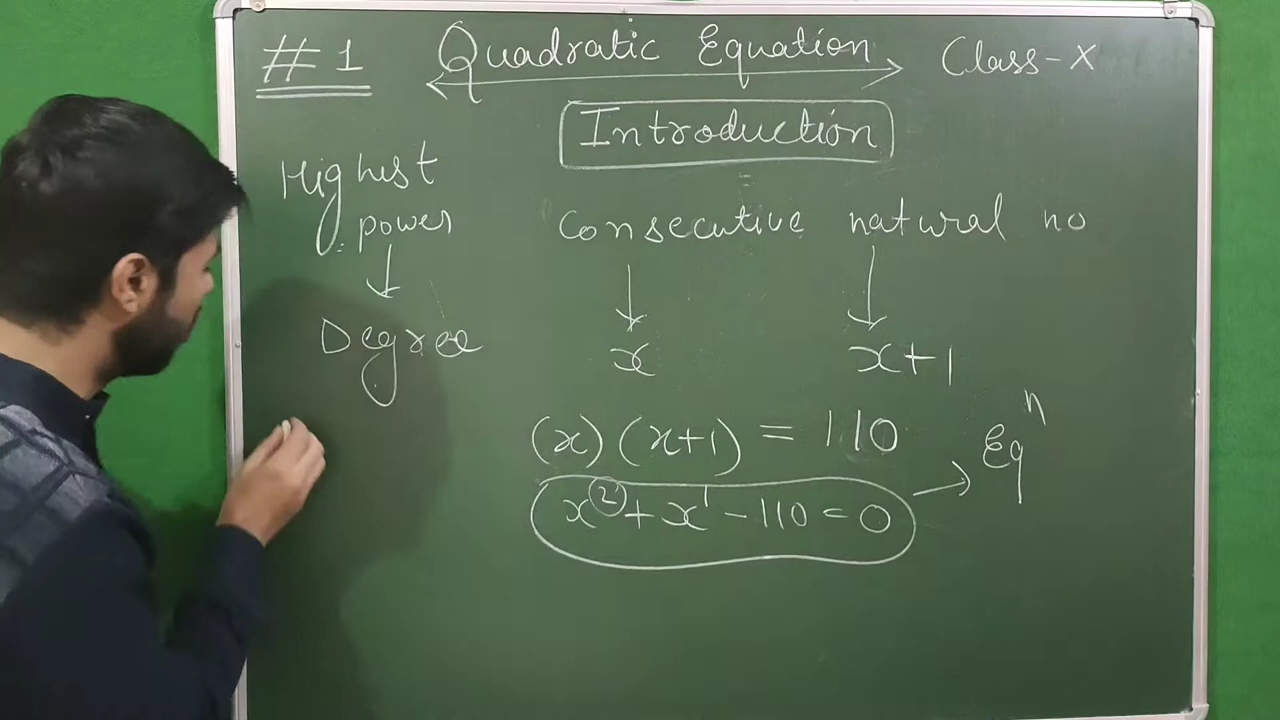 # 1 Quadratic Equation Class-X
Introduction
Highest
power
Degree
Consecutive natural no
x x+1
(x) (x+1) = 110
x² + x¹ - 110 = 0
Eqⁿ